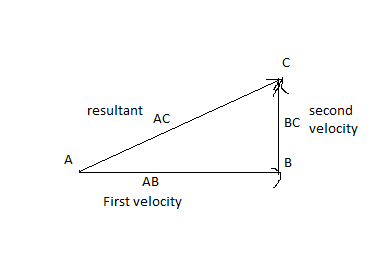 C
resultant
AC
second
velocity
BC
A
B
AB
First velocity